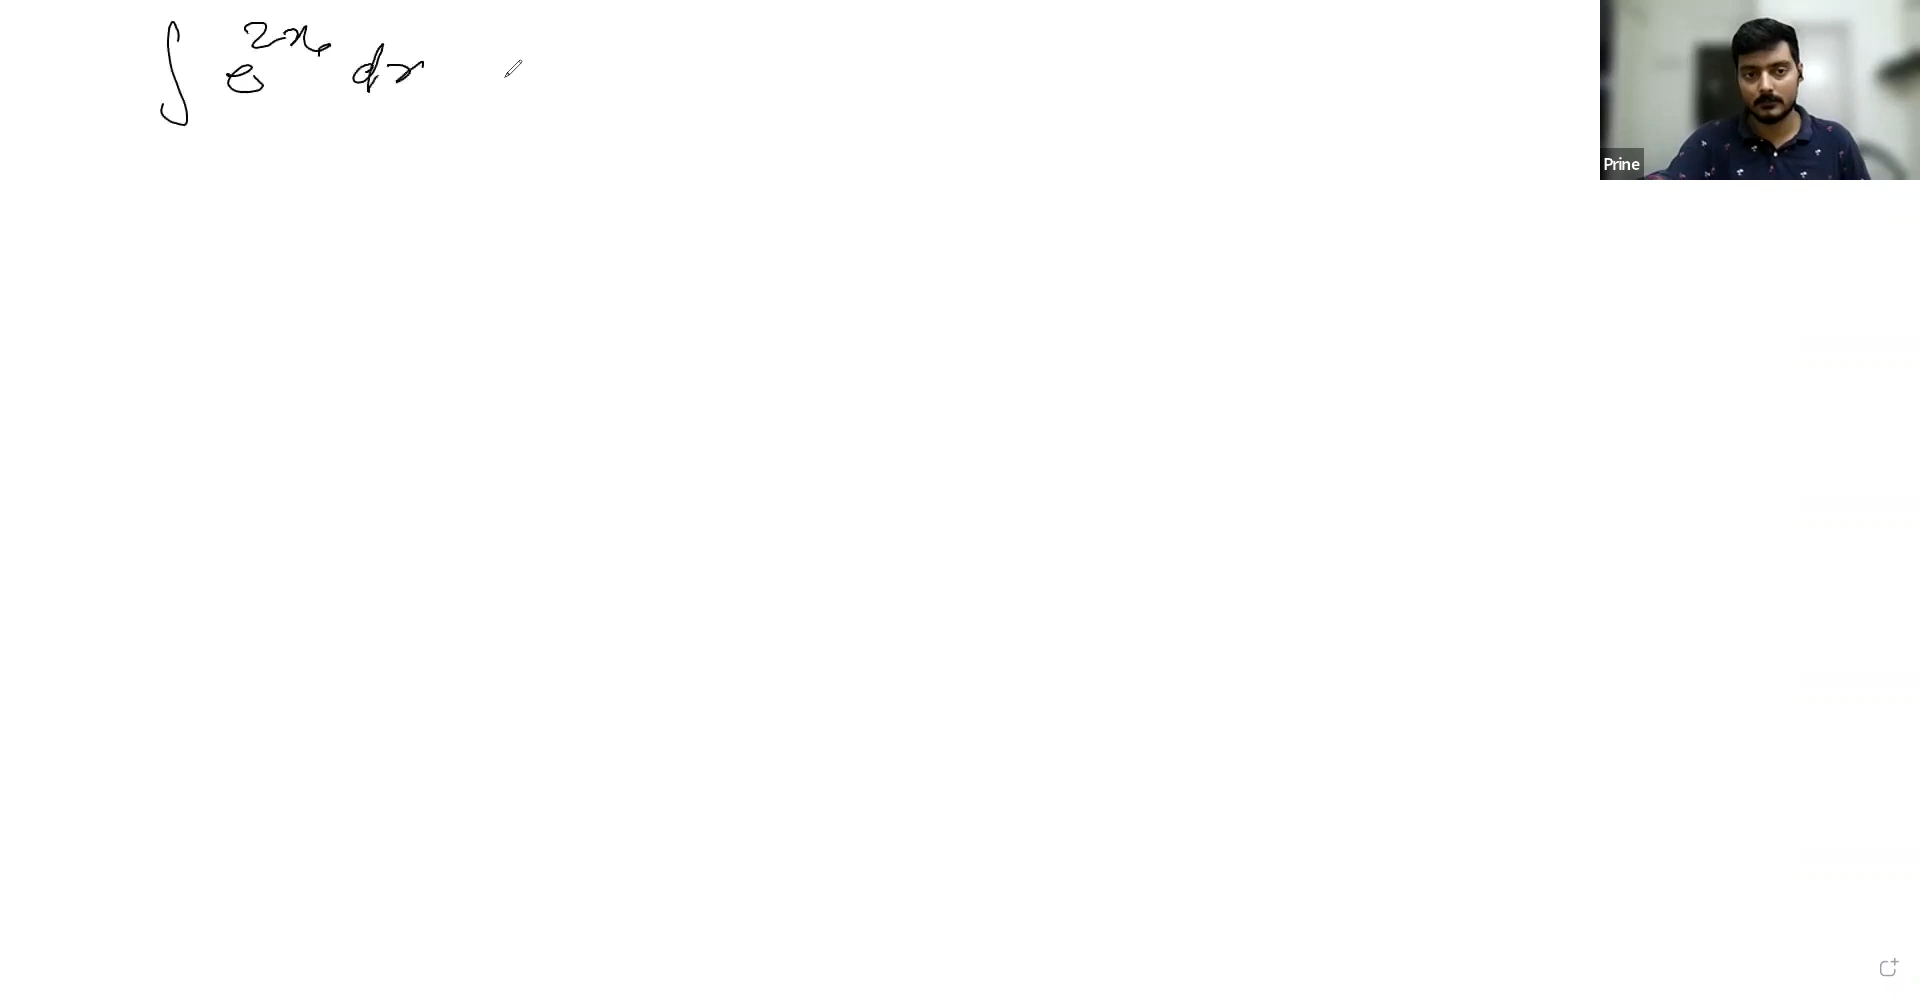 ∫ e^{2x} dx
Prine